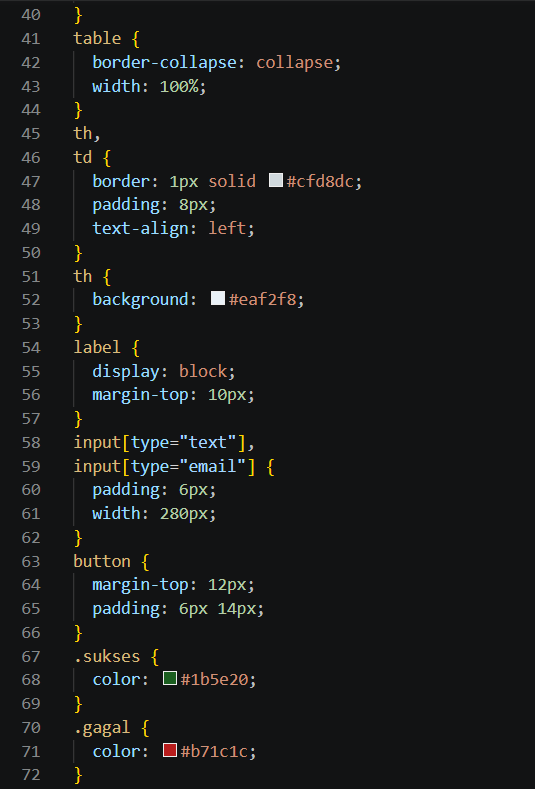 40 }
41 table {
42   border-collapse: collapse;
43   width: 100%;
44 }
45 th,
46 td {
47   border: 1px solid #cfd8dc;
48   padding: 8px;
49   text-align: left;
50 }
51 th {
52   background: #eaf2f8;
53 }
54 label {
55   display: block;
56   margin-top: 10px;
57 }
58 input[type="text"],
59 input[type="email"] {
60   padding: 6px;
61   width: 280px;
62 }
63 button {
64   margin-top: 12px;
65   padding: 6px 14px;
66 }
67 .sukses {
68   color: #1b5e20;
69 }
70 .gagal {
71   color: #b71c1c;
72 }